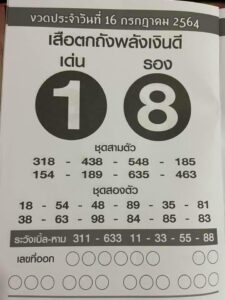 งวดประจำวันที่ 16 กรกฎาคม 2564
เสือตกถังพลังเงินดี
เด่น รอง
1 8
ชุดสามตัว
318 - 438 - 548 - 185
154 - 189 - 635 - 463
ชุดสองตัว
18 - 54 - 48 - 89 - 35 - 81
38 - 63 - 98 - 84 - 85 - 83
ระวังเบิ้ล-หาม 311 - 633 11 - 33 - 55 - 88
เลขที่ออก